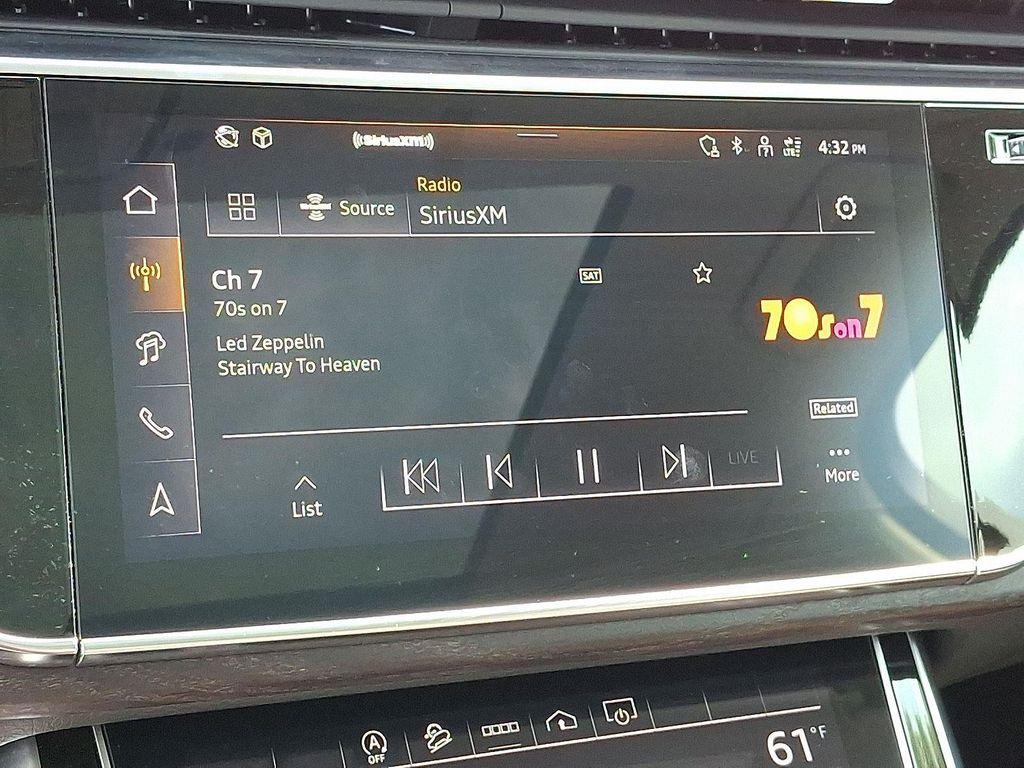 SiriusXM
LTE
4:32 PM
Radio
Source
SiriusXM
Ch 7
SAT
70s on 7
70s on 7
Led Zeppelin
Stairway To Heaven
Related
LIVE
List
More
A
OFF
61°F